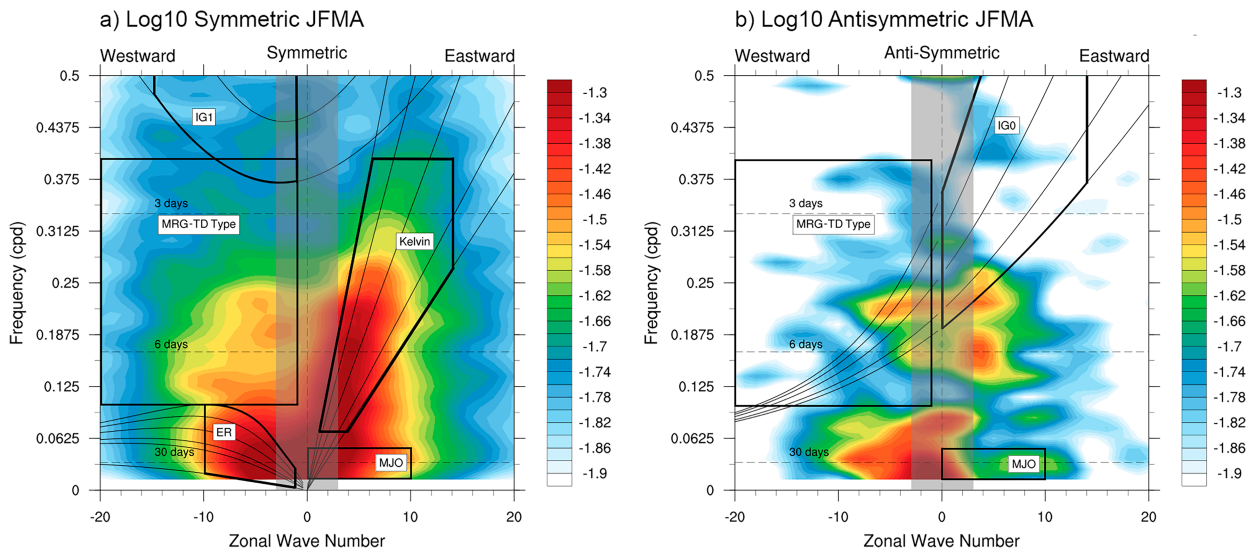 a) Log10 Symmetric JFMA
Westward Symmetric Eastward
0.5
0.4375
0.375
0.3125
0.25
0.1875
0.125
0.0625
0
Frequency (cpd)
IG1
3 days
MRG-TD Type
Kelvin
6 days
ER
30 days
MJO
-20 -10 0 10 20
Zonal Wave Number
-1.3
-1.34
-1.38
-1.42
-1.46
-1.5
-1.54
-1.58
-1.62
-1.66
-1.7
-1.74
-1.78
-1.82
-1.86
-1.9
b) Log10 Antisymmetric JFMA
Westward Anti-Symmetric Eastward
0.5
0.4375
0.375
0.3125
0.25
0.1875
0.125
0.0625
0
Frequency (cpd)
IG0
3 days
MRG-TD Type
6 days
30 days
MJO
-20 -10 0 10 20
Zonal Wave Number
-1.3
-1.34
-1.38
-1.42
-1.46
-1.5
-1.54
-1.58
-1.62
-1.66
-1.7
-1.74
-1.78
-1.82
-1.86
-1.9